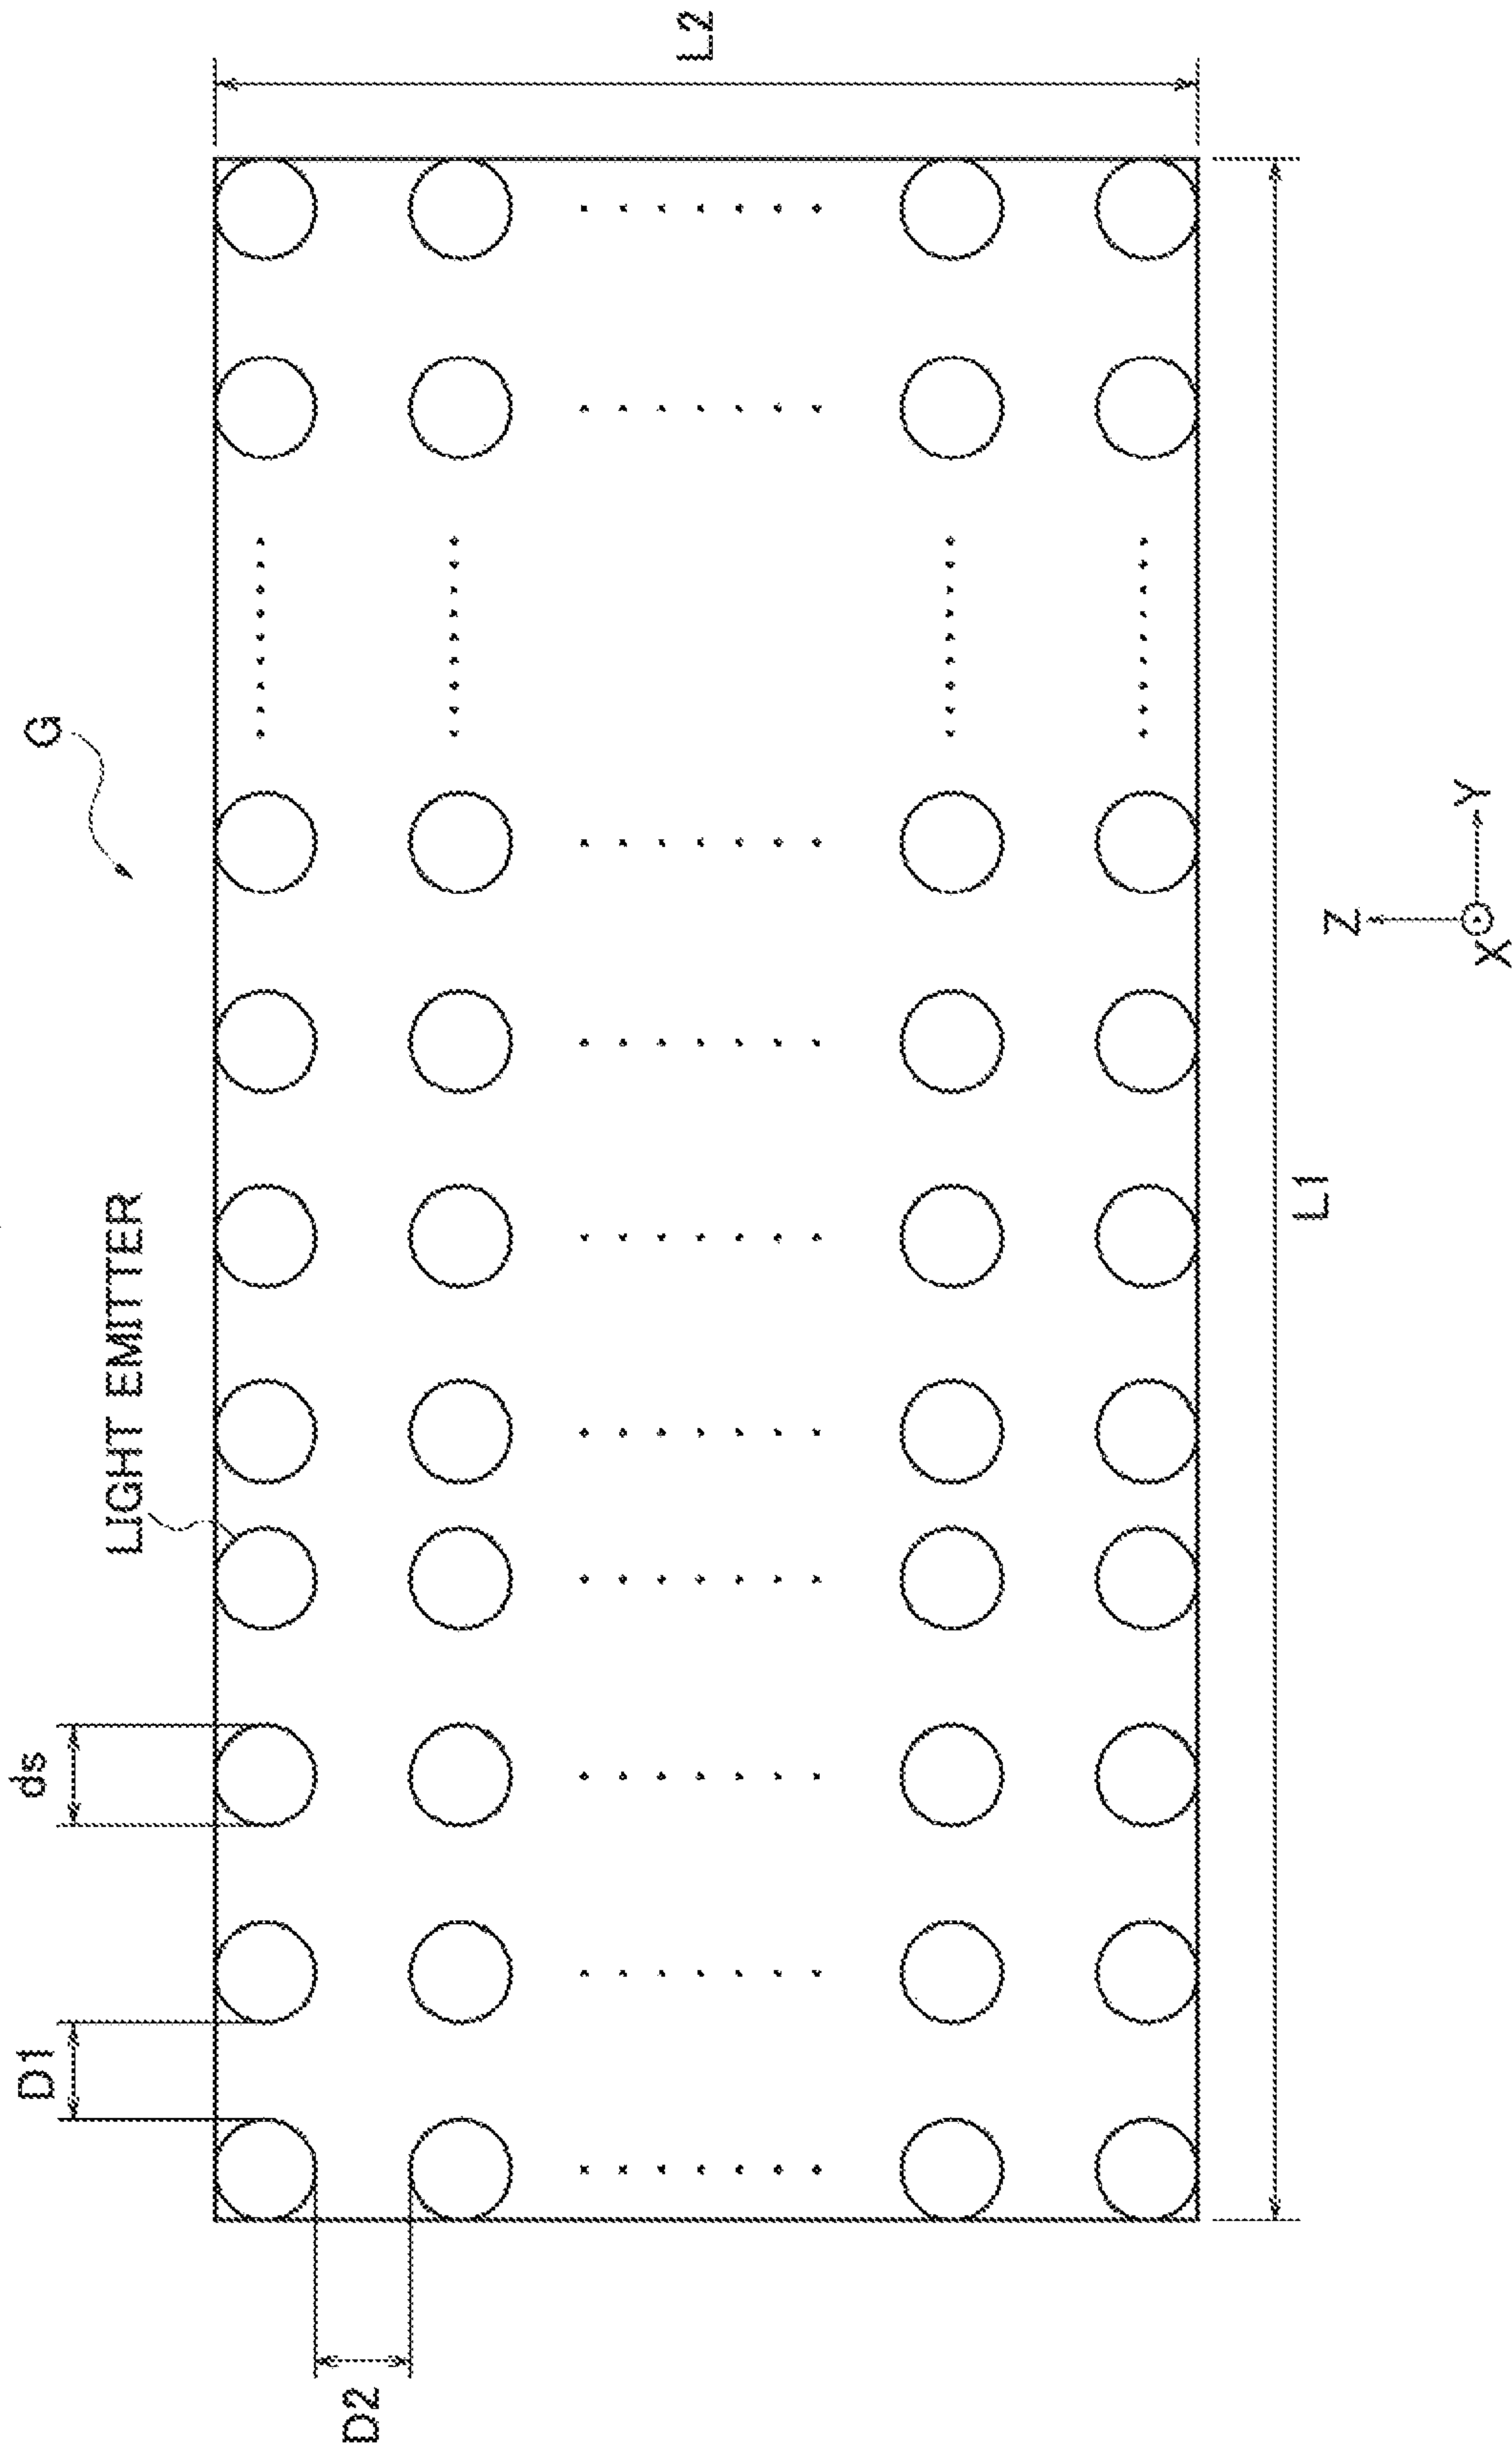 G
LIGHT EMITTER
ds
D1
D2
L2
L1
Z
Y
X